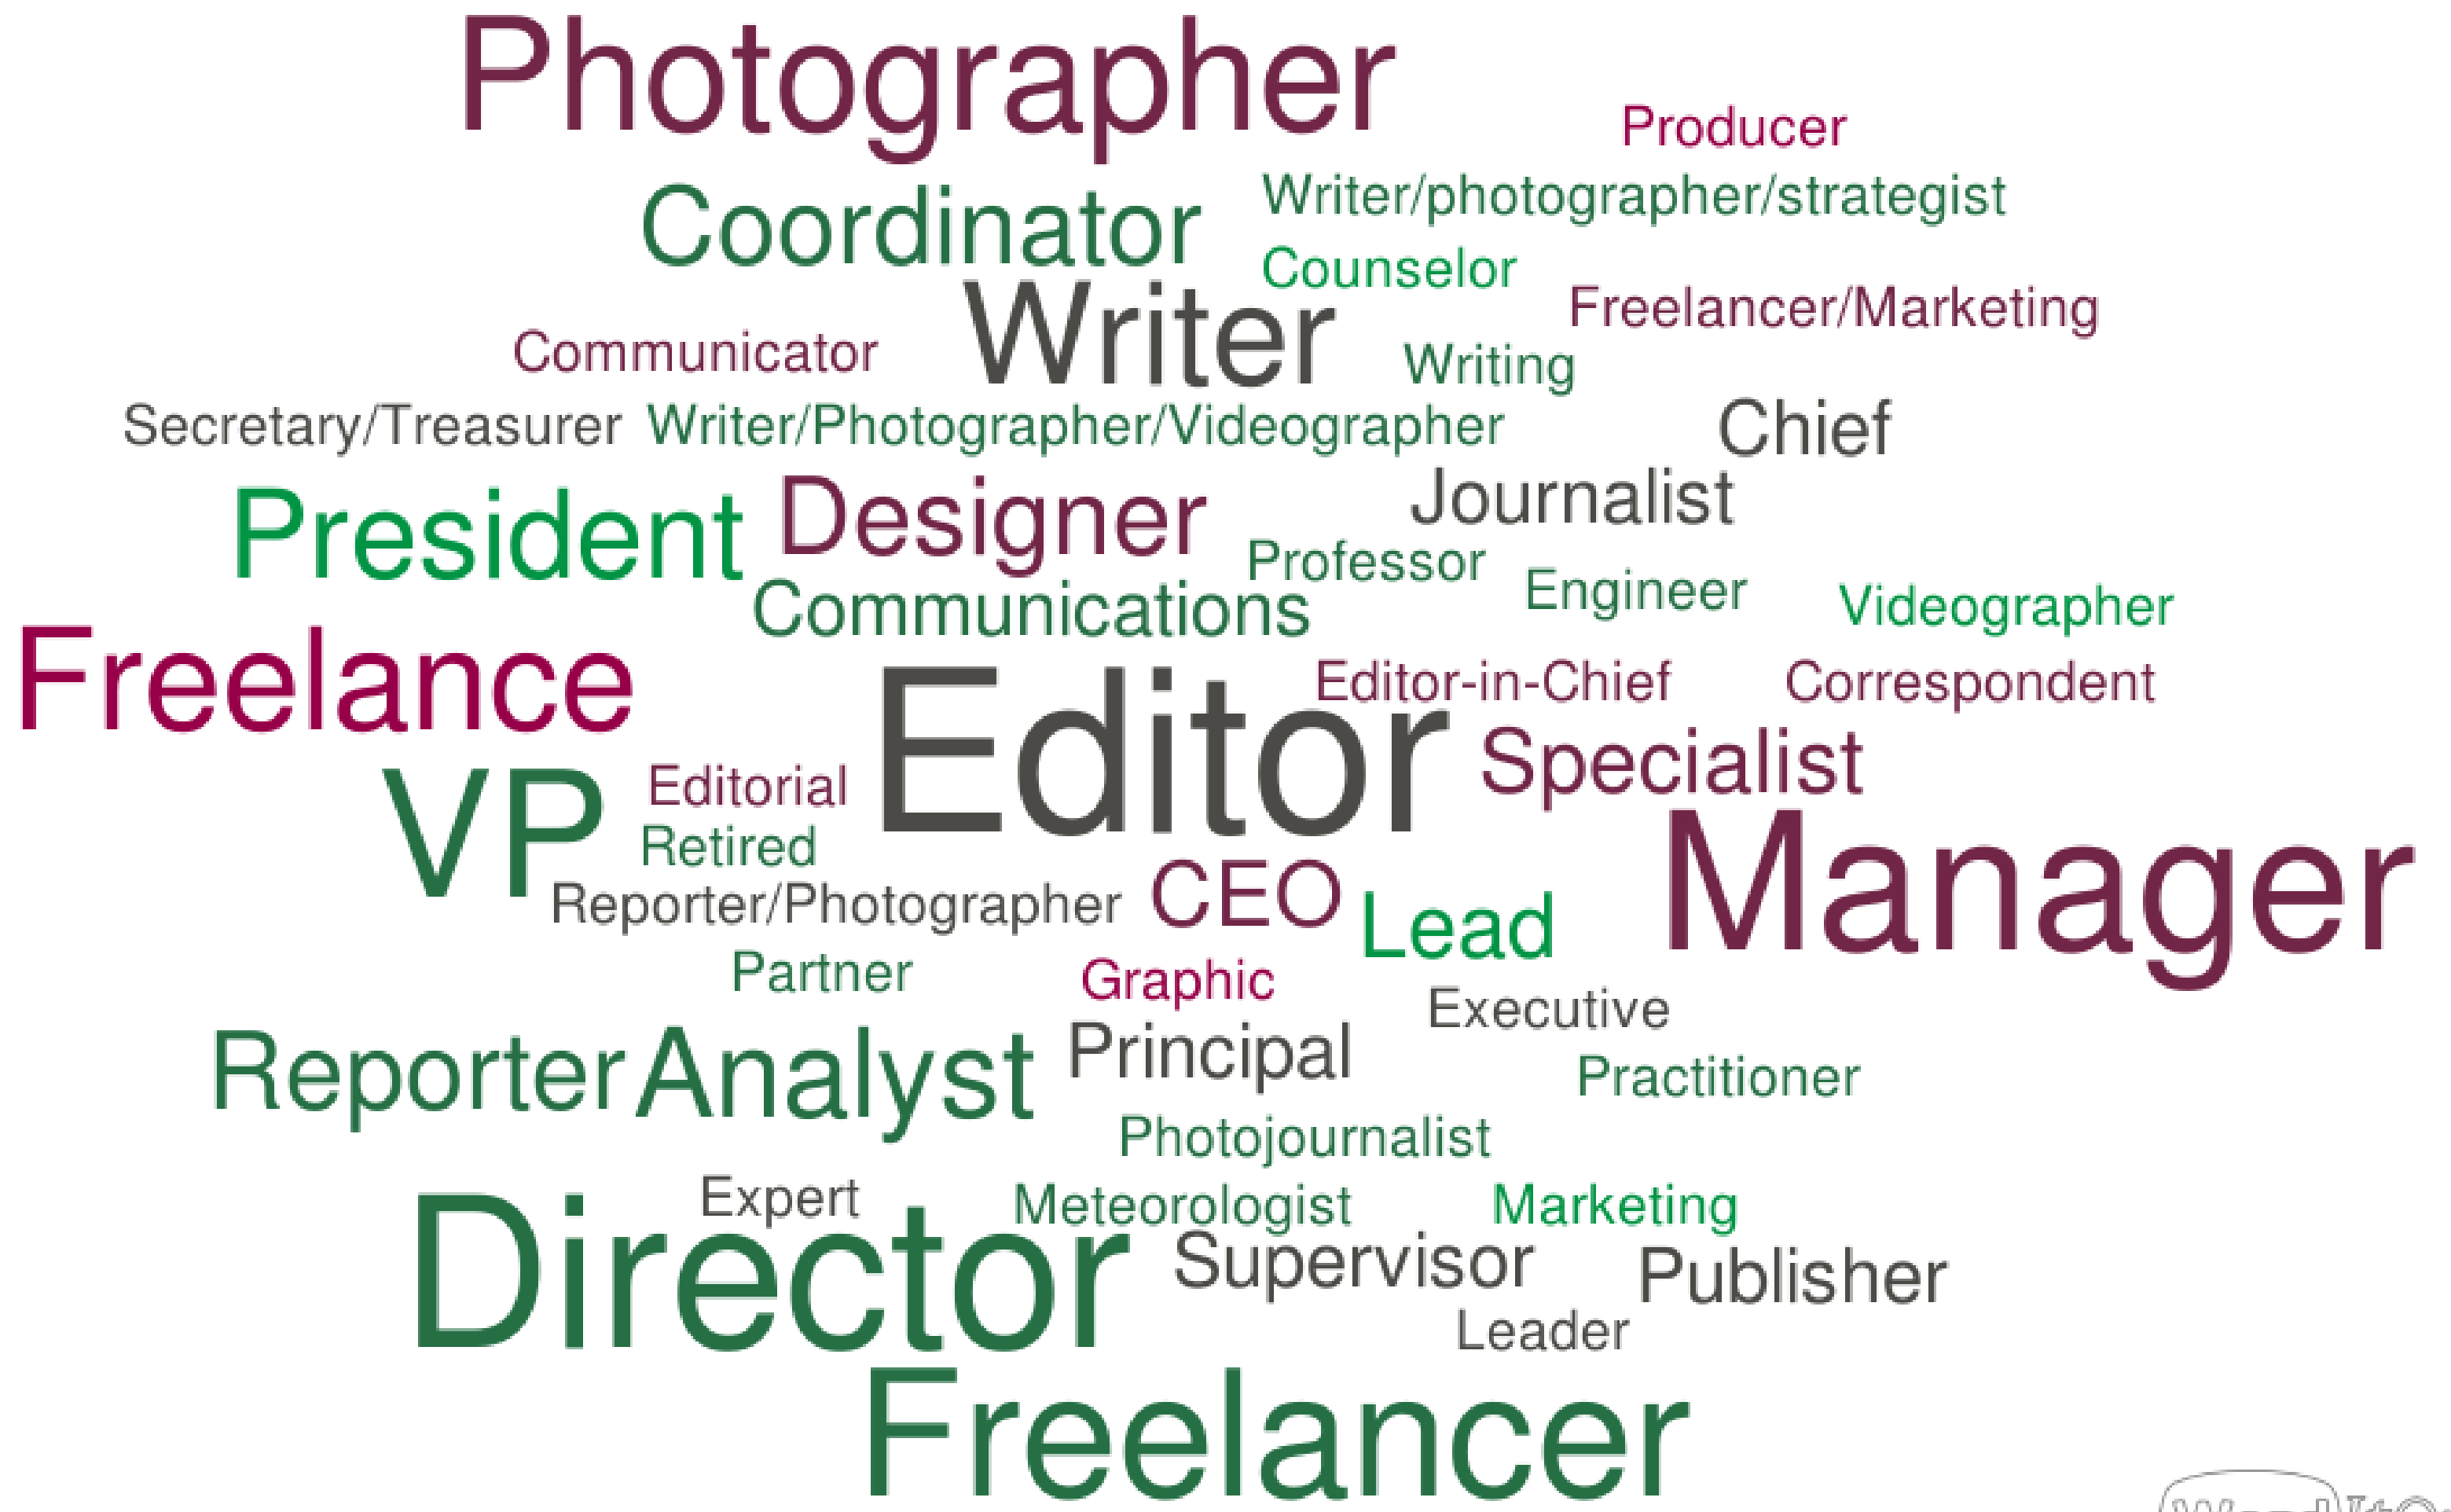 Photographer
Producer
Writer/photographer/strategist
Coordinator
Counselor
Freelancer/Marketing
Writer
Communicator
Writing
Secretary/Treasurer
Writer/Photographer/Videographer
Chief
Journalist
President
Designer
Professor
Engineer
Communications
Videographer
Freelance
Editor-in-Chief
Correspondent
Editor
Specialist
VP
Editorial
Retired
Manager
Reporter/Photographer
CEO
Lead
Partner
Graphic
Executive
Reporter
Analyst
Principal
Practitioner
Photojournalist
Expert
Meteorologist
Marketing
Director
Supervisor
Publisher
Leader
Freelancer